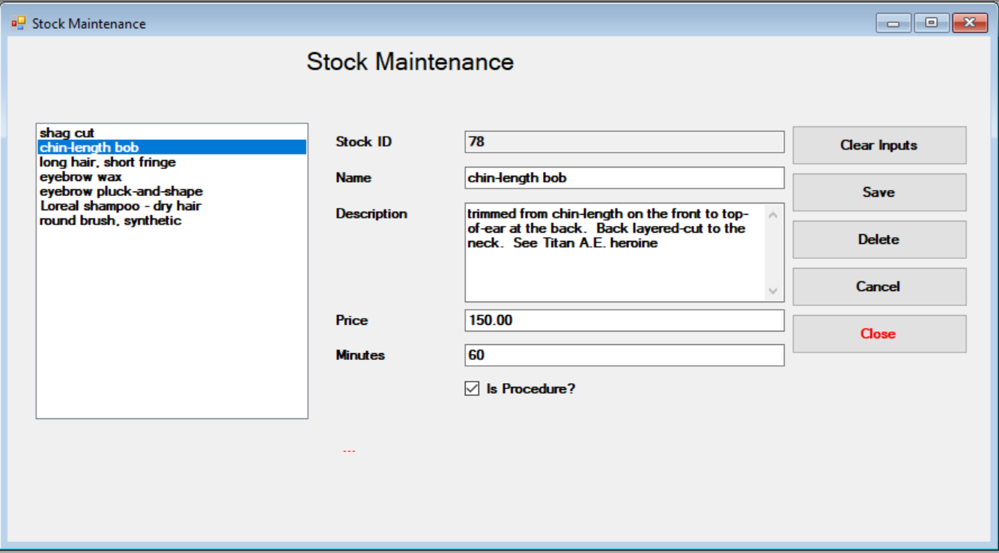 Stock Maintenance
Stock Maintenance
shag cut
chin-length bob
long hair, short fringe
eyebrow wax
eyebrow pluck-and-shape
Loreal shampoo - dry hair
round brush, synthetic
Stock ID
78
Name
chin-length bob
Description
trimmed from chin-length on the front to top-
of-ear at the back.  Back layered-cut to the
neck.  See Titan A.E. heroine
Price
150.00
Minutes
60
Is Procedure?
---
Clear Inputs
Save
Delete
Cancel
Close